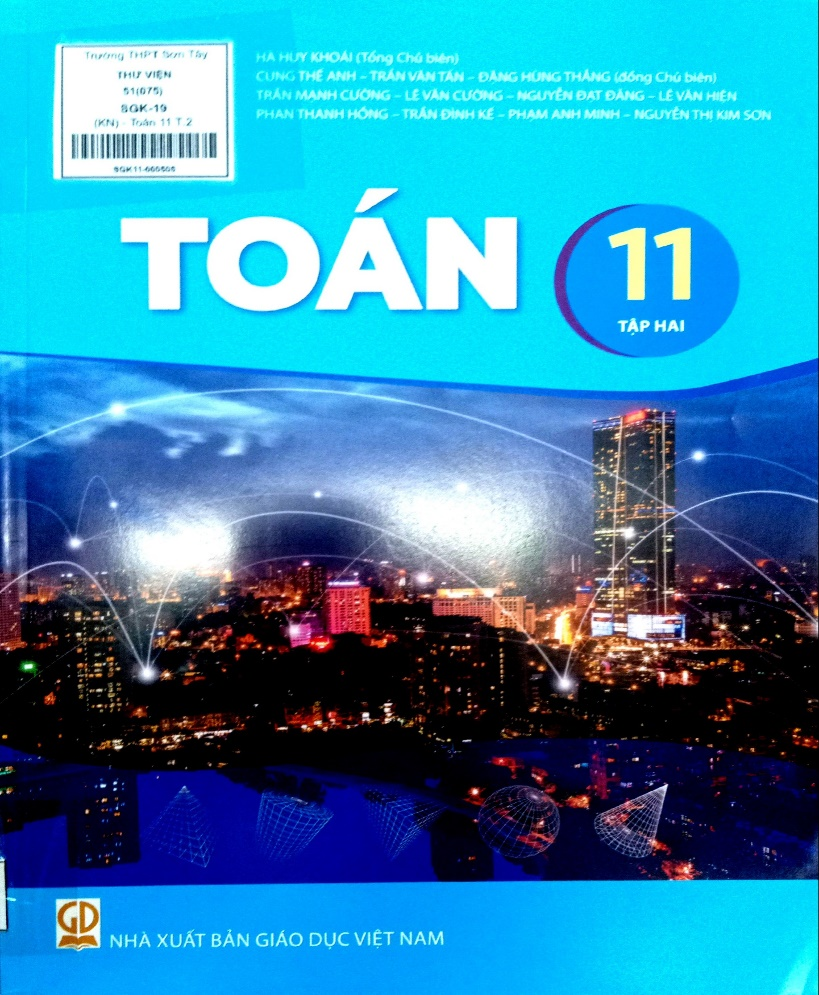 Trường THPT Sơn Tây
THƯ VIỆN
51(075)
SGK-19
(KN) - Toán 11 T.2
SGK11-000505
HÀ HUY KHOÁI (Tổng Chủ biên)
CUNG THẾ ANH – TRẦN VĂN TẤN – ĐẶNG HÙNG THẮNG (đồng Chủ biên)
TRẦN MẠNH CƯỜNG – LÊ VĂN CƯỜNG – NGUYỄN ĐẠT ĐĂNG – LÊ VĂN HIỆN
PHAN THANH HỒNG – TRẦN ĐÌNH KẾ – PHẠM ANH MINH – NGUYỄN THỊ KIM SƠN
TOÁN 11
TẬP HAI
GD
NHÀ XUẤT BẢN GIÁO DỤC VIỆT NAM